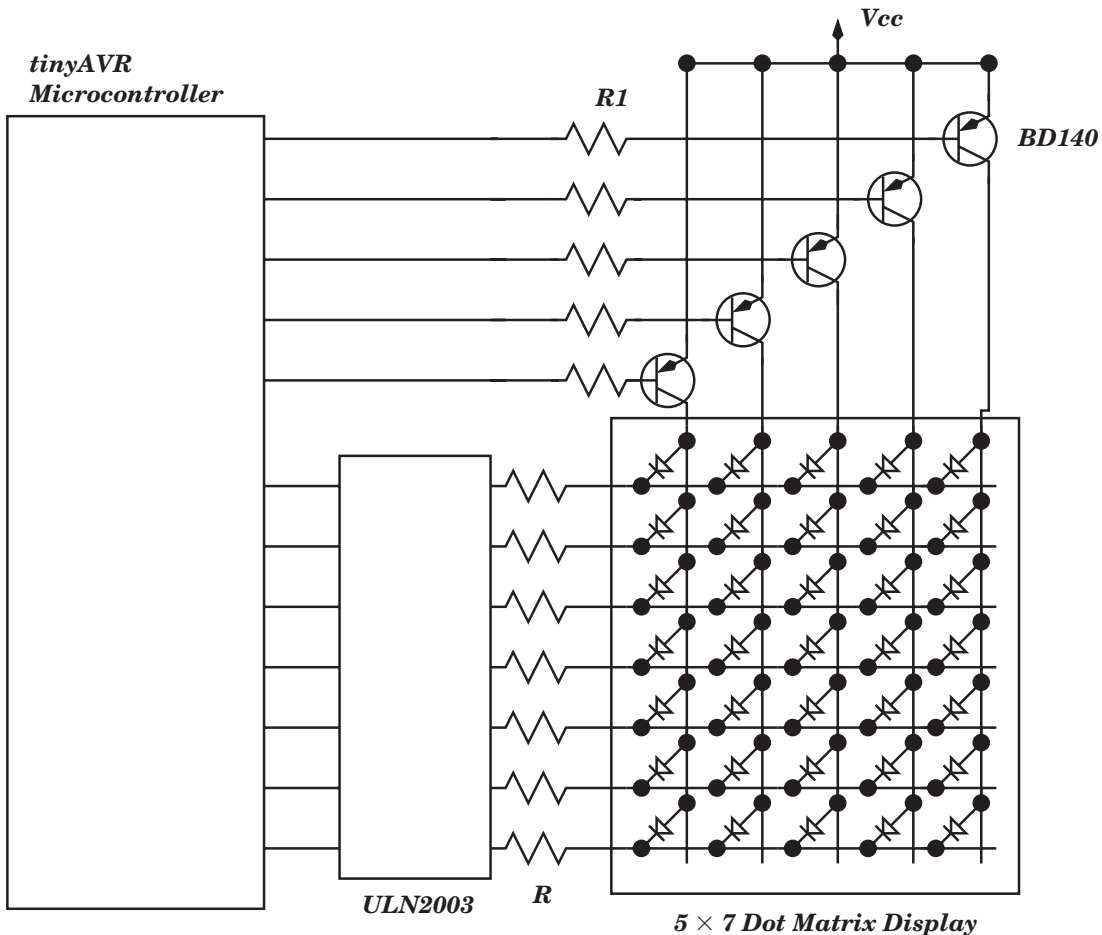 Vcc
tinyAVR
Microcontroller
R1
BD140
ULN2003
R
5 × 7 Dot Matrix Display